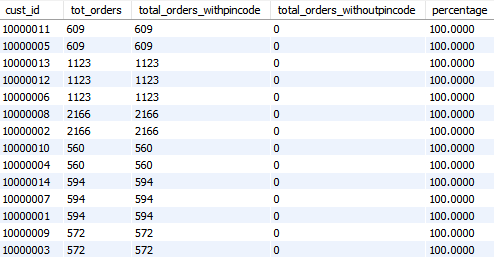 cust_id tot_orders total_orders_withpincode total_orders_withoutpincode percentage
10000011 609 609 0 100.0000
10000005 609 609 0 100.0000
10000013 1123 1123 0 100.0000
10000012 1123 1123 0 100.0000
10000006 1123 1123 0 100.0000
10000008 2166 2166 0 100.0000
10000002 2166 2166 0 100.0000
10000010 560 560 0 100.0000
10000004 560 560 0 100.0000
10000014 594 594 0 100.0000
10000007 594 594 0 100.0000
10000001 594 594 0 100.0000
10000009 572 572 0 100.0000
10000003 572 572 0 100.0000